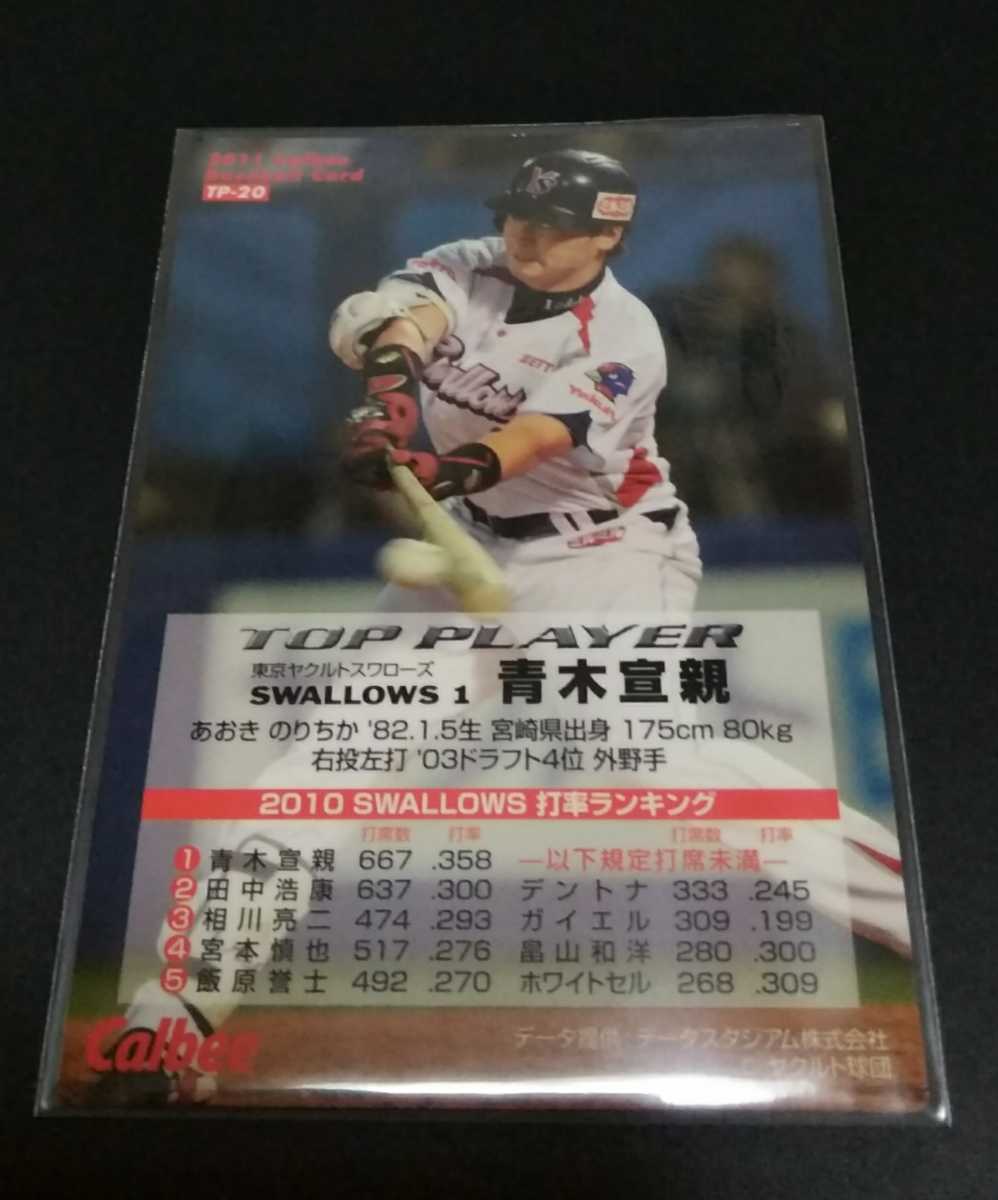 2011 Calbee
Baseball Card
TP-20
Swallows
ZETT
TOP PLAYER
東京ヤクルトスワローズ
SWALLOWS 1 青木宣親
あおき のりちか '82.1.5生 宮崎県出身 175cm 80kg
右投左打 '03ドラフト4位 外野手
2010 SWALLOWS 打率ランキング
打席数 打率 打席数 打率
1 青木宣親 667 .358 ―以下規定打席未満―
2 田中浩康 637 .300 デントナ 333 .245
3 相川亮二 474 .293 ガイエル 309 .199
4 宮本慎也 517 .276 畠山和洋 280 .300
5 飯原誉士 492 .270 ホワイトセル 268 .309
Calbee
データ提供:データスタジアム株式会社
C ヤクルト球団